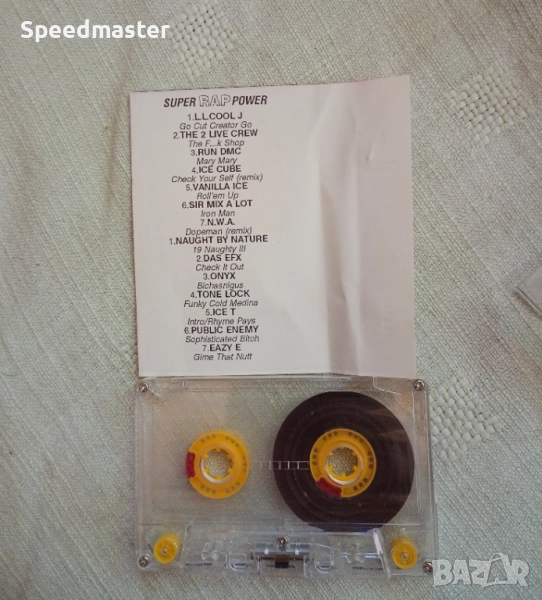 Speedmaster
SUPER RAP POWER
1.L.L.COOL J
Go Cut Creator Go
2.THE 2 LIVE CREW
The F...k Shop
3.RUN DMC
Mary Mary
4.ICE CUBE
Check Your Self (remix)
5.VANILLA ICE
Roll'em Up
6.SIR MIX A LOT
Iron Man
7.N.W.A.
Dopeman (remix)
1.NAUGHT BY NATURE
19 Naughty III
2.DAS EFX
Check It Out
3.ONYX
Bichasnigus
4.TONE LOCK
Funky Cold Medina
5.ICE T
Intro/Rhyme Pays
6.PUBLIC ENEMY
Sophisticated Bitch
7.EAZY E
Gime That Nutt
BAZAR